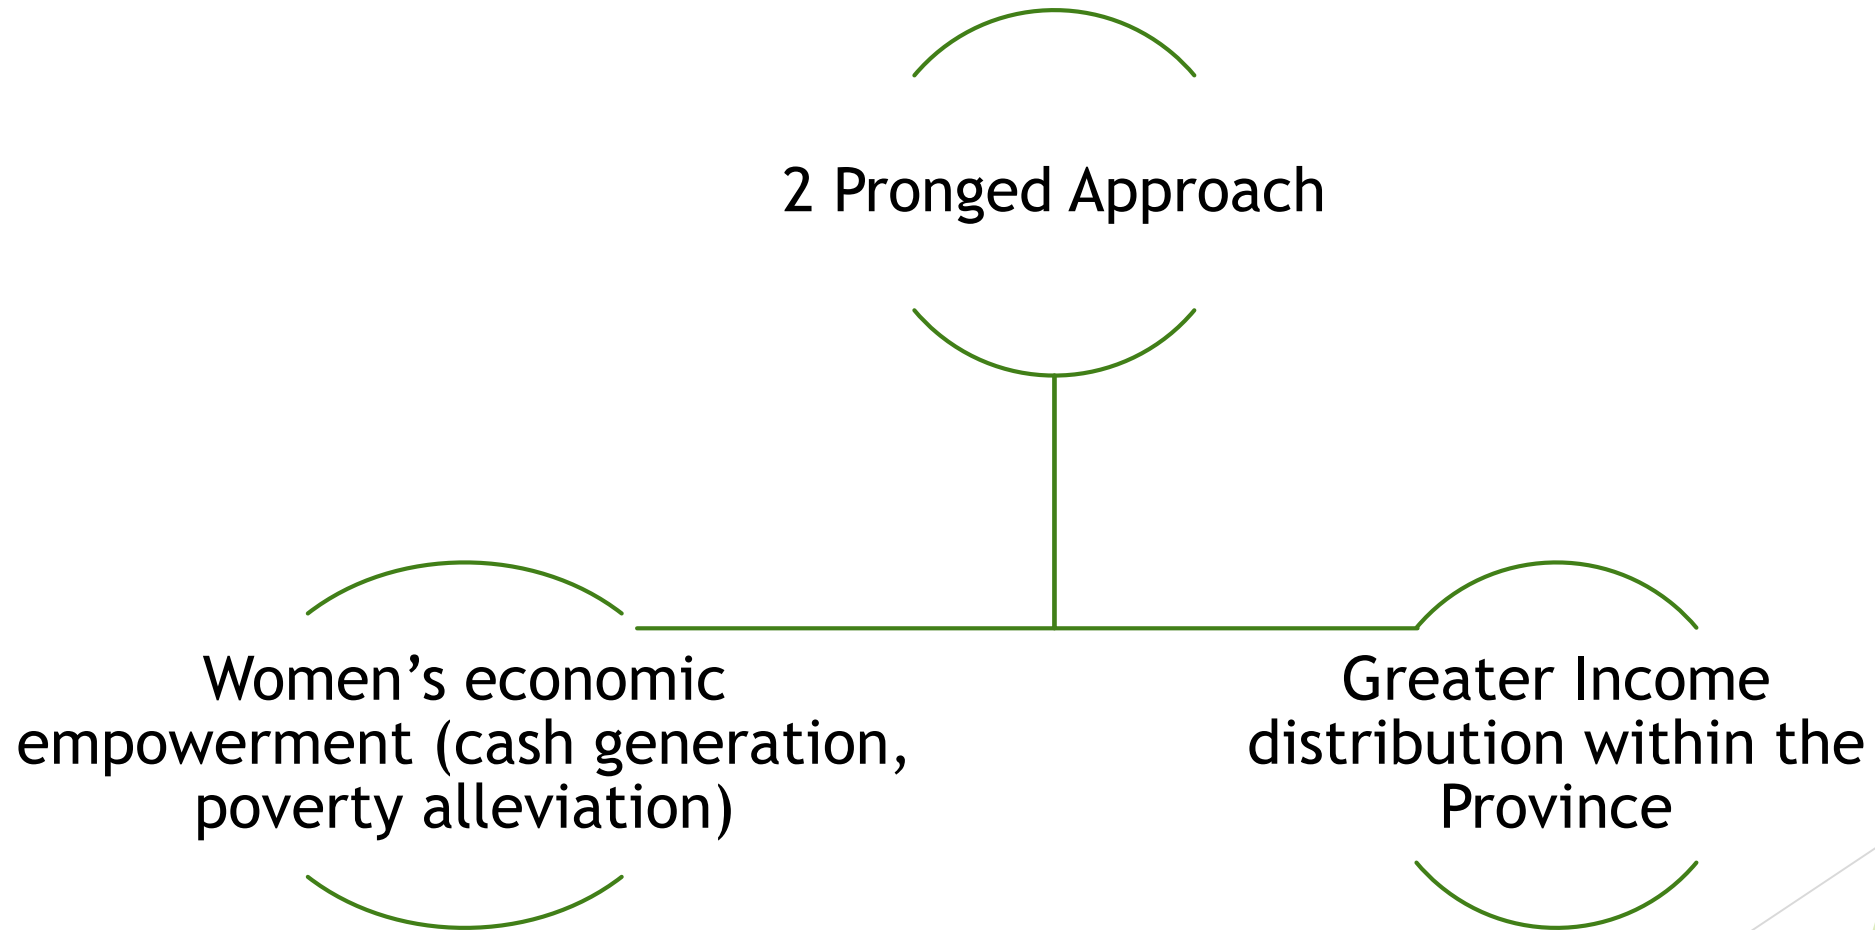 2 Pronged Approach
Women’s economic
empowerment (cash generation,
poverty alleviation)
Greater Income
distribution within the
Province